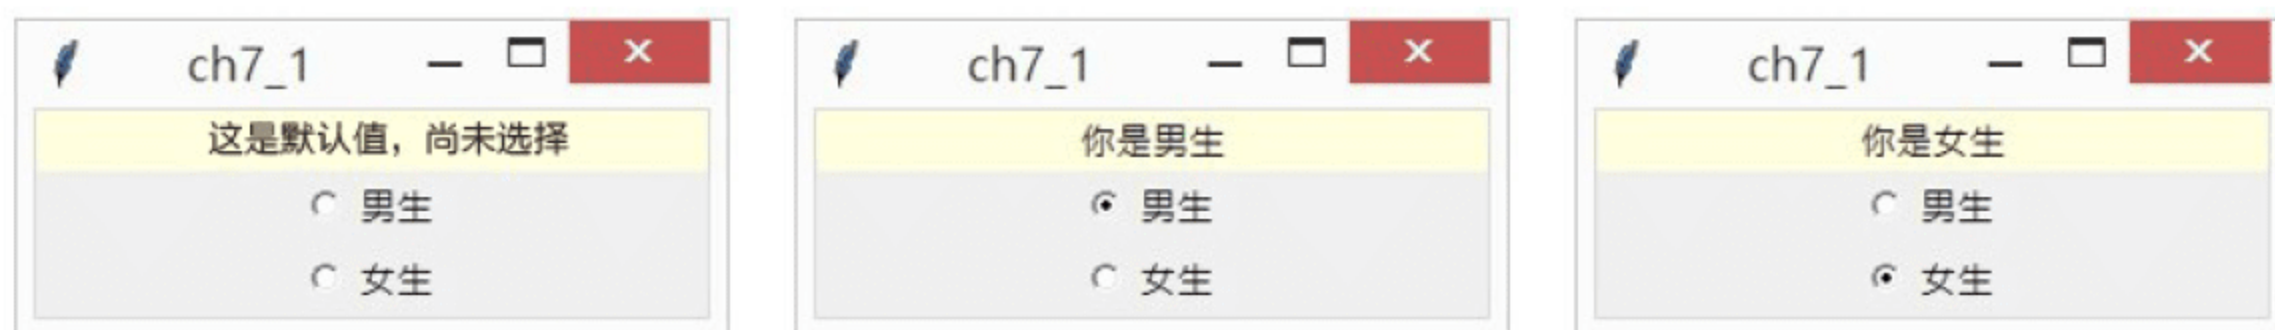 ch7_1
这是默认值，尚未选择
男生
女生
ch7_1
你是男生
男生
女生
ch7_1
你是女生
男生
女生